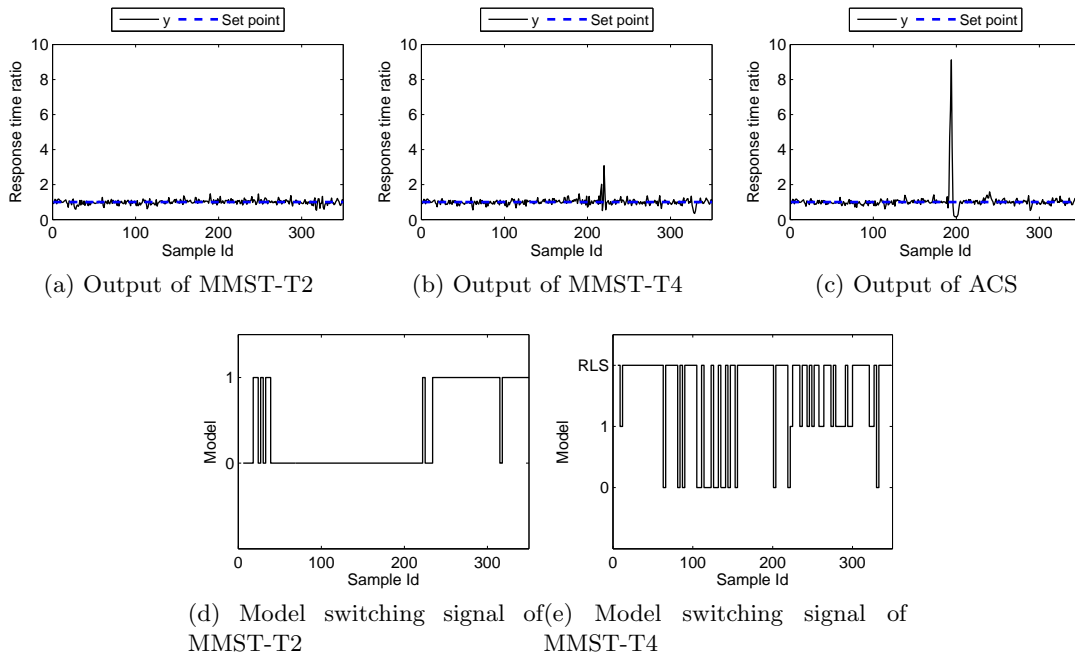 y Set point
10
8
6
4
2
0
0 100 200 300
Response time ratio
Sample Id
(a) Output of MMST-T2
y Set point
10
8
6
4
2
0
0 100 200 300
Response time ratio
Sample Id
(b) Output of MMST-T4
y Set point
10
8
6
4
2
0
0 100 200 300
Response time ratio
Sample Id
(c) Output of ACS
1
0
0 100 200 300
Model
Sample Id
(d) Model switching signal of
MMST-T2
RLS
1
0
0 100 200 300
Model
Sample Id
(e) Model switching signal of
MMST-T4